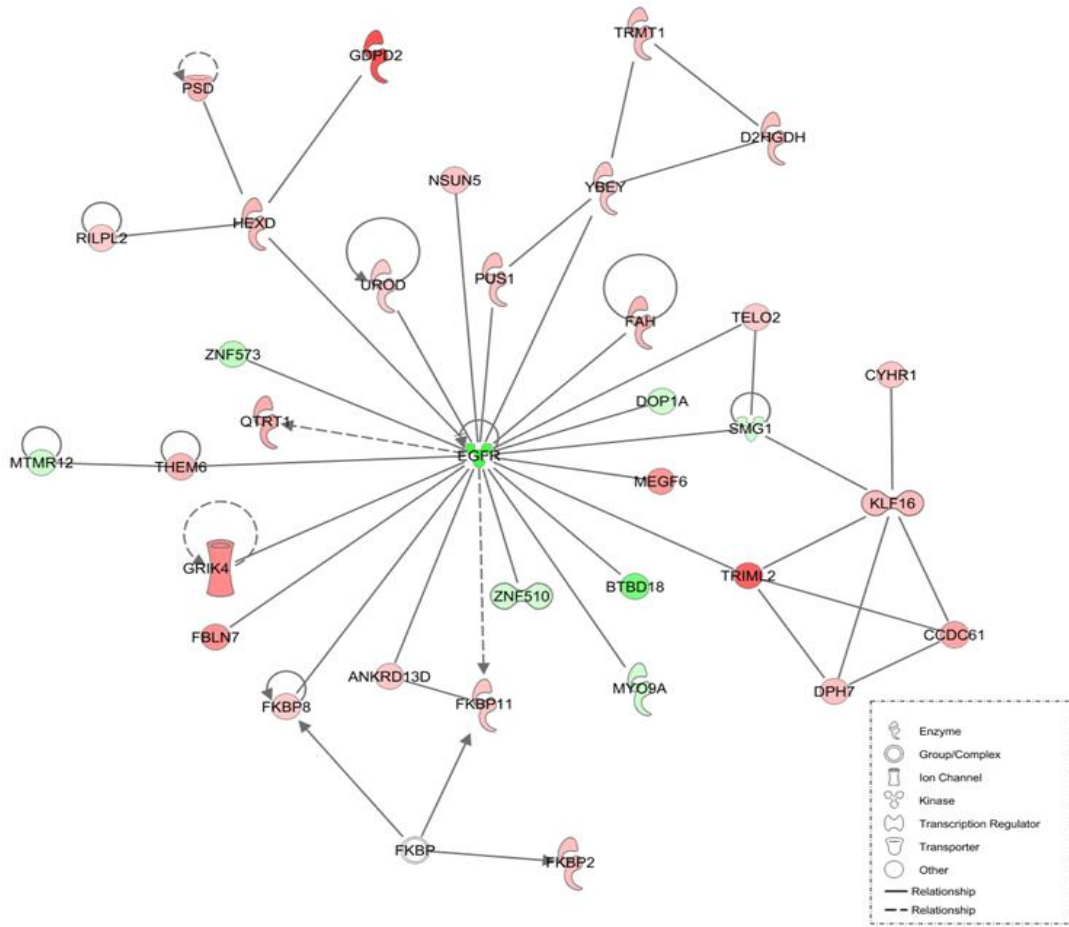 GDPD2
TRMT1
PSD
D2HGDH
NSUN5
YBEY
HEXD
RILPL2
UROD
PUS1
FAH
TELO2
ZNF573
CYHR1
DOP1A
QTRT1
SMG1
EGFR
MTMR12
THEM6
MEGF6
KLF16
GRIK4
TRIML2
ZNF510
BTBD18
FBLN7
CCDC61
ANKRD13D
MYO9A
DPH7
FKBP8
FKBP11
FKBP
FKBP2
Enzyme
Group/Complex
Ion Channel
Kinase
Transcription Regulator
Transporter
Other
Relationship
Relationship